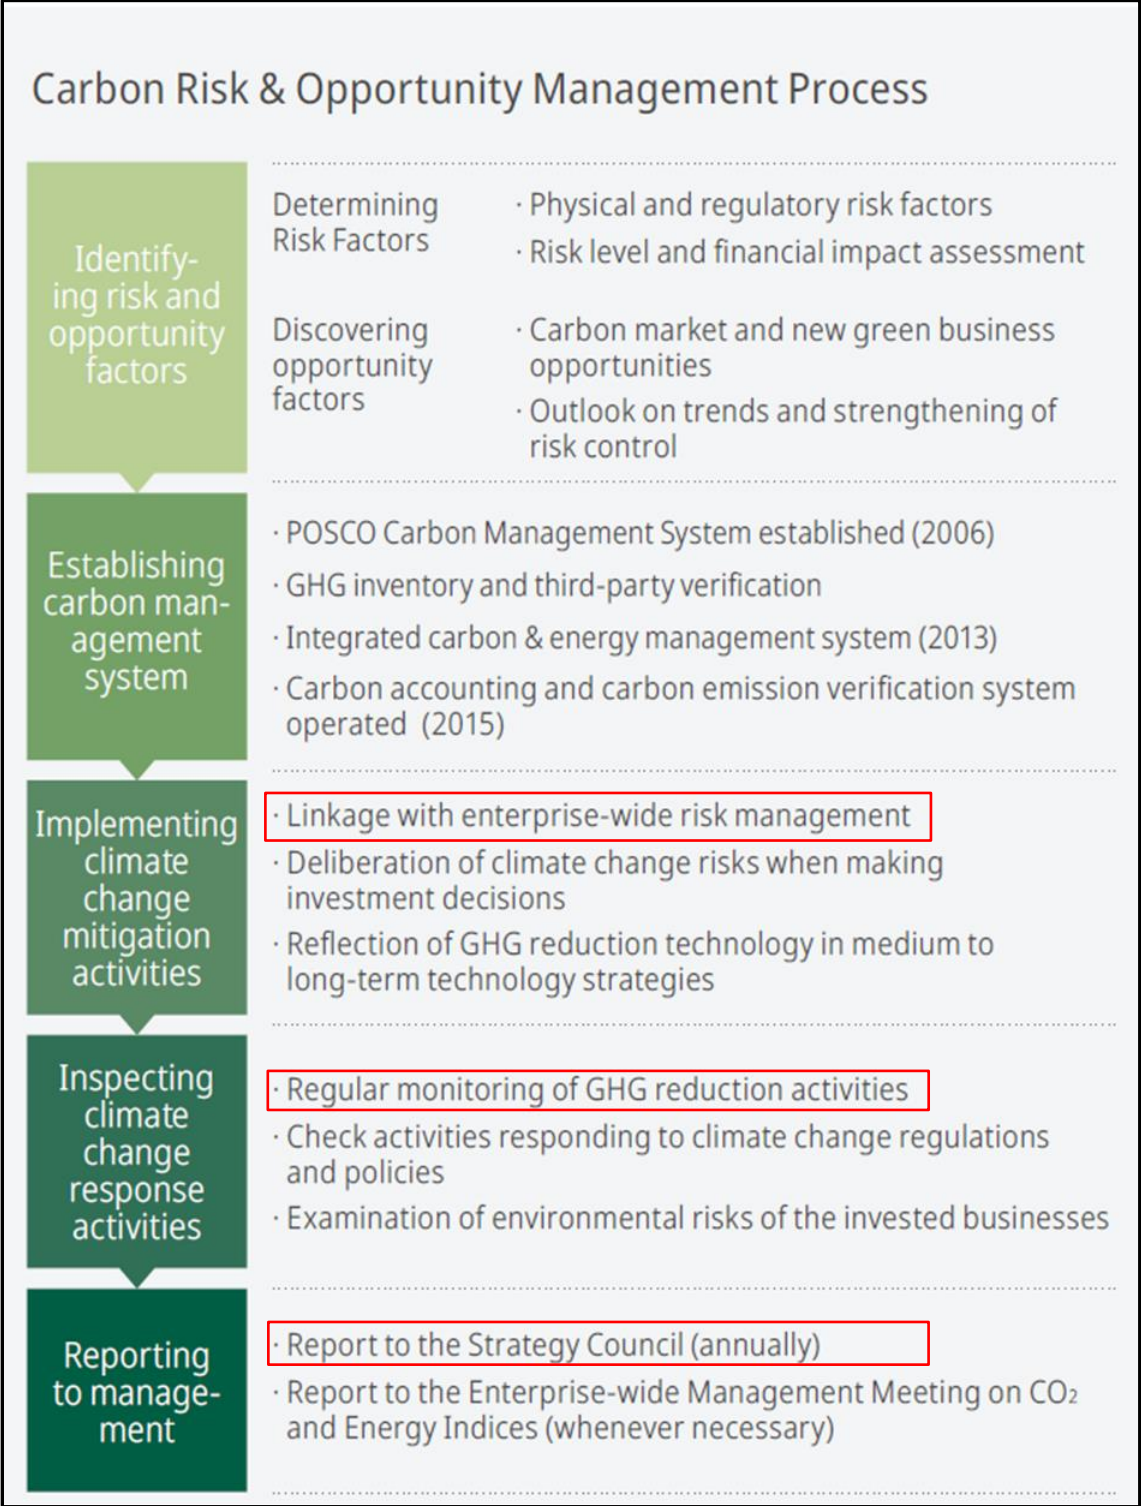 Carbon Risk & Opportunity Management Process
Identify-
ing risk and
opportunity
factors
Determining
Risk Factors
· Physical and regulatory risk factors
· Risk level and financial impact assessment
Discovering
opportunity
factors
· Carbon market and new green business
opportunities
· Outlook on trends and strengthening of
risk control
Establishing
carbon man-
agement
system
· POSCO Carbon Management System established (2006)
· GHG inventory and third-party verification
· Integrated carbon & energy management system (2013)
· Carbon accounting and carbon emission verification system
operated (2015)
Implementing
climate
change
mitigation
activities
· Linkage with enterprise-wide risk management
· Deliberation of climate change risks when making
investment decisions
· Reflection of GHG reduction technology in medium to
long-term technology strategies
Inspecting
climate
change
response
activities
· Regular monitoring of GHG reduction activities
· Check activities responding to climate change regulations
and policies
· Examination of environmental risks of the invested businesses
Reporting
to manage-
ment
· Report to the Strategy Council (annually)
· Report to the Enterprise-wide Management Meeting on CO₂
and Energy Indices (whenever necessary)